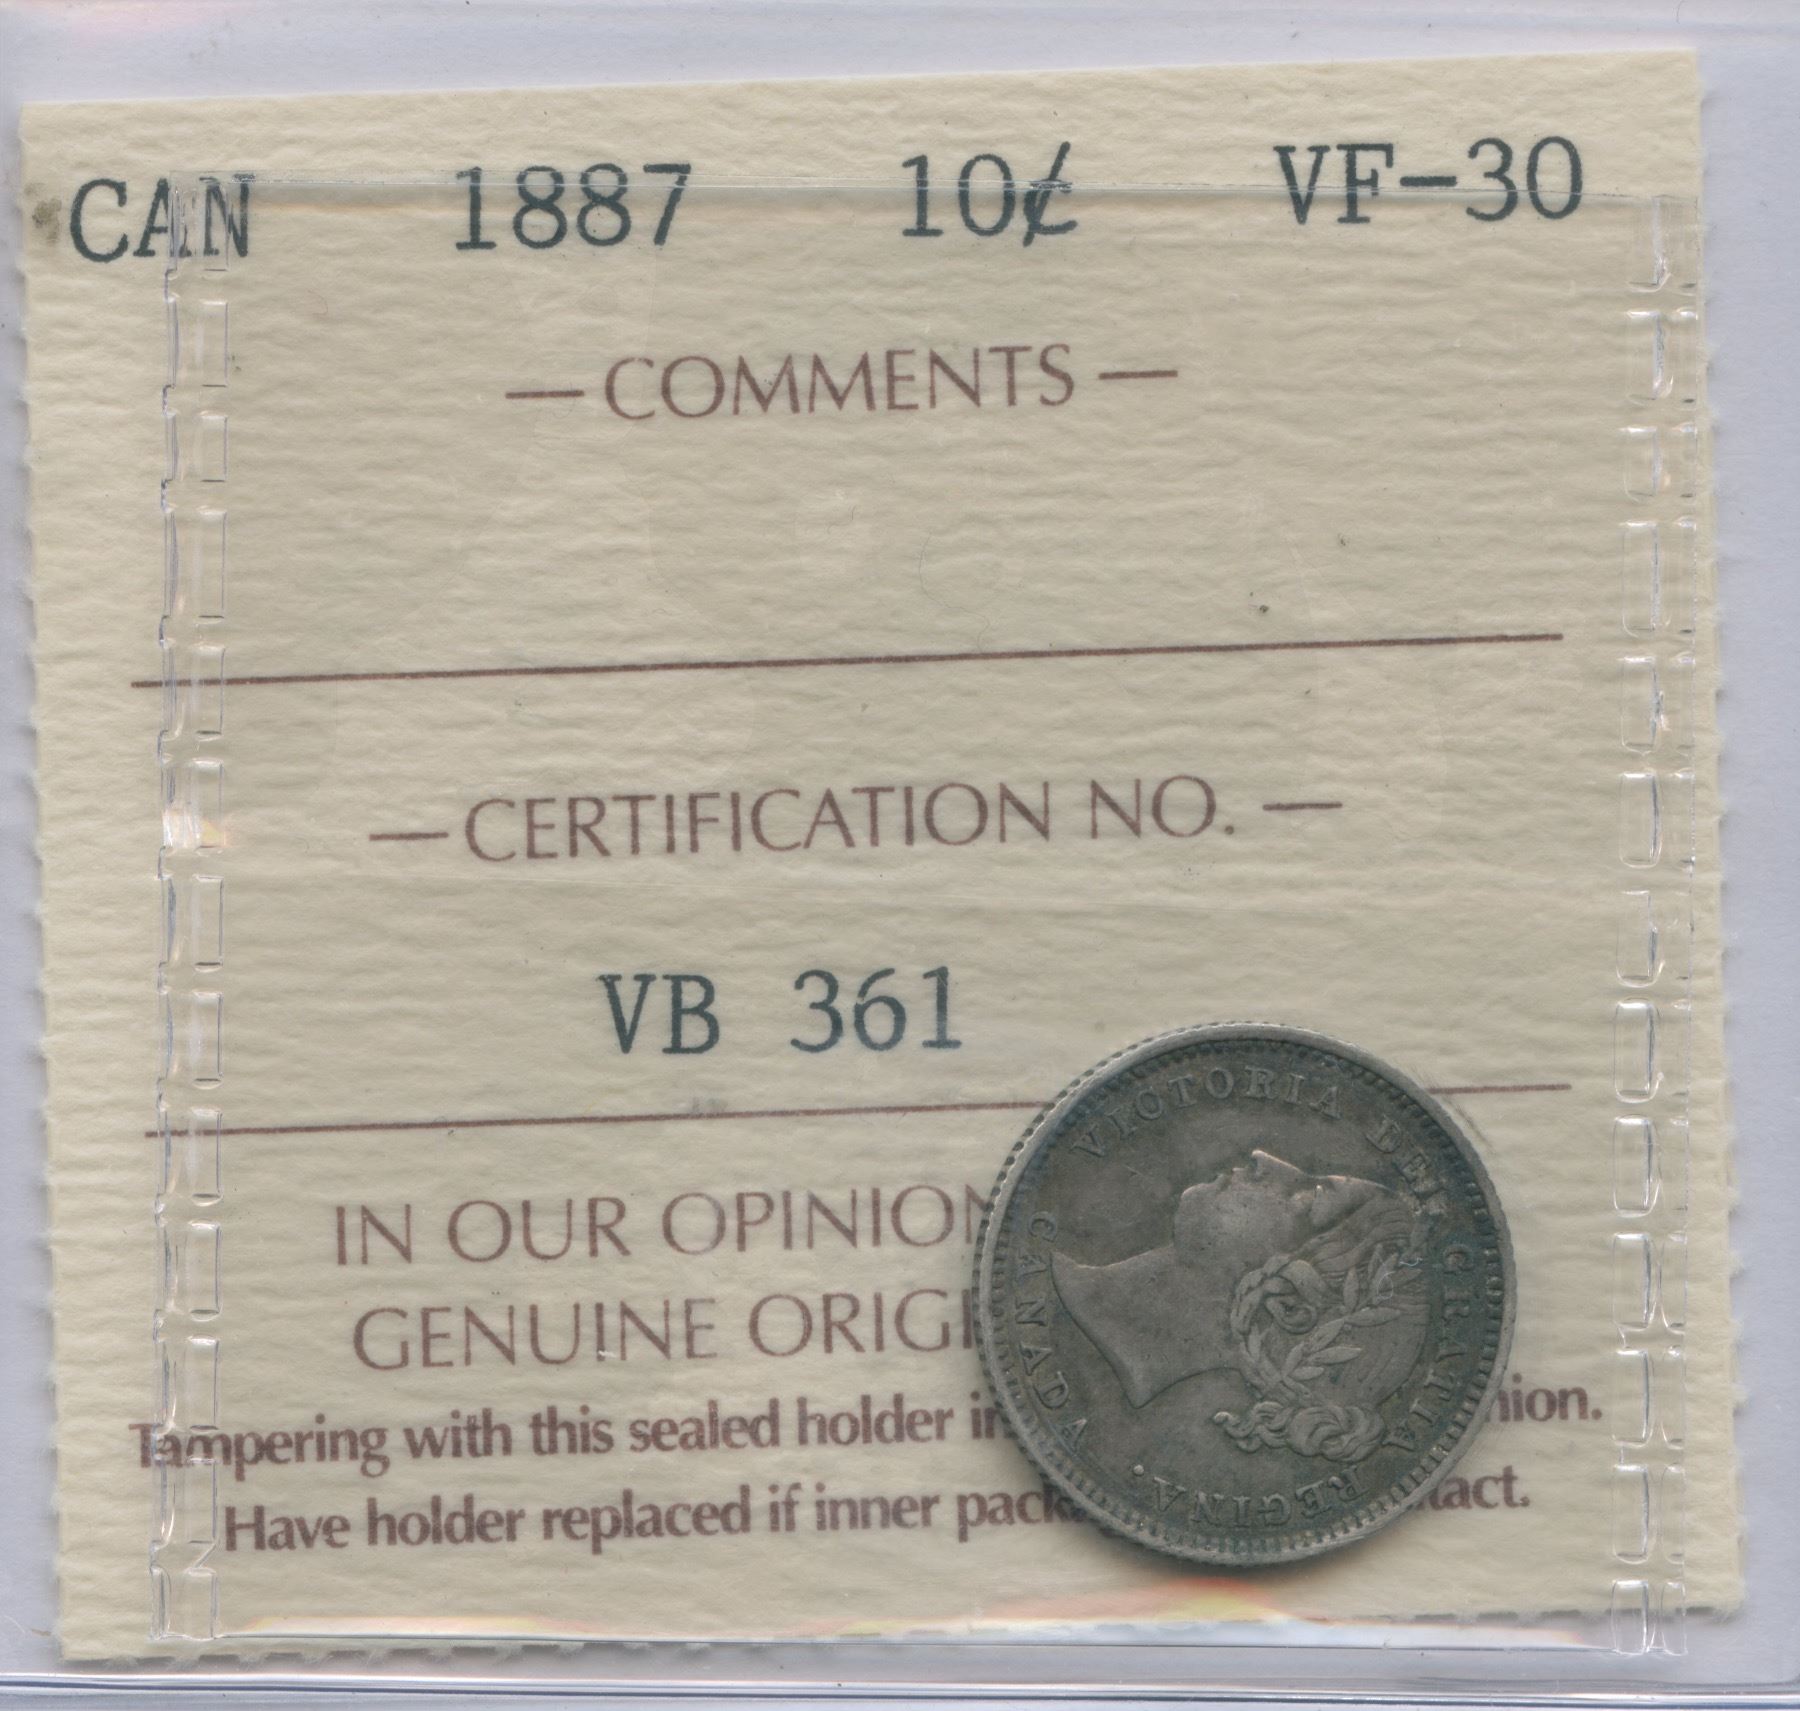 CAN 1887 10¢ VF-30
— COMMENTS —
— CERTIFICATION NO. —
VB 361
IN OUR OPINION
GENUINE ORIGI
Tampering with this sealed holder in nion.
Have holder replaced if inner pack tact.
VICTORIA DEI GRATIA REGINA.
CANADA